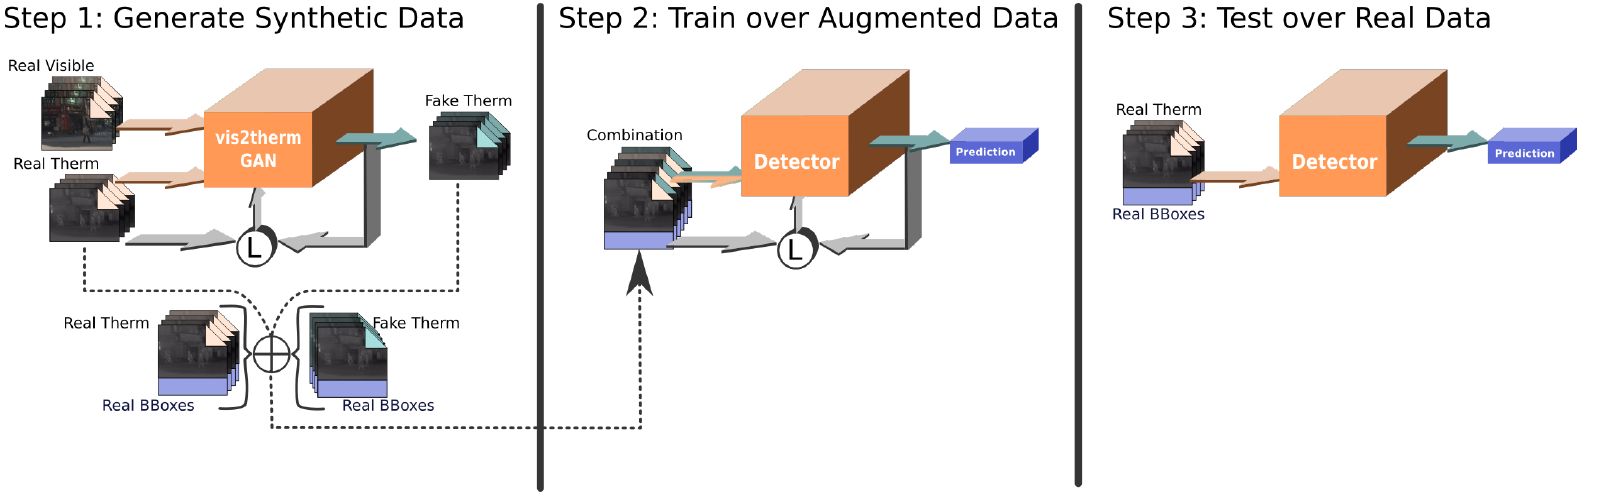 Step 1: Generate Synthetic Data
Real Visible
Real Therm
vis2therm
GAN
Fake Therm
L
Real Therm
Fake Therm
Real BBoxes
Real BBoxes
Step 2: Train over Augmented Data
Combination
Detector
Prediction
L
Step 3: Test over Real Data
Real Therm
Real BBoxes
Detector
Prediction